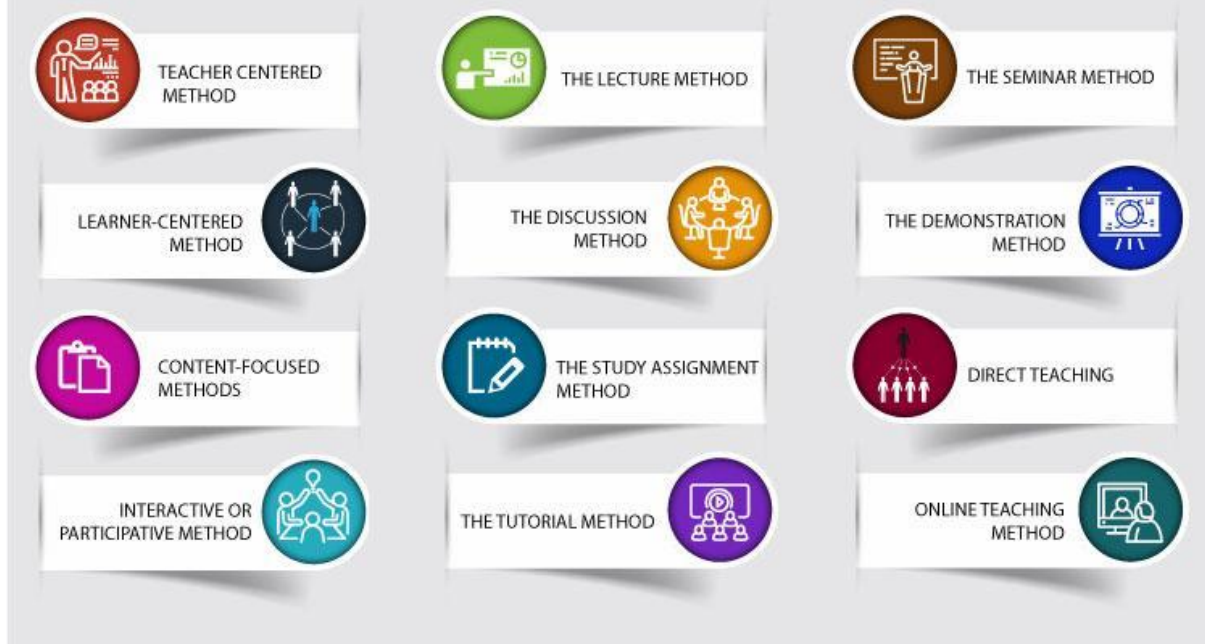 TEACHER CENTERED
METHOD
THE LECTURE METHOD
THE SEMINAR METHOD
LEARNER-CENTERED
METHOD
THE DISCUSSION
METHOD
THE DEMONSTRATION
METHOD
CONTENT-FOCUSED
METHODS
THE STUDY ASSIGNMENT
METHOD
DIRECT TEACHING
INTERACTIVE OR
PARTICIPATIVE METHOD
THE TUTORIAL METHOD
ONLINE TEACHING
METHOD